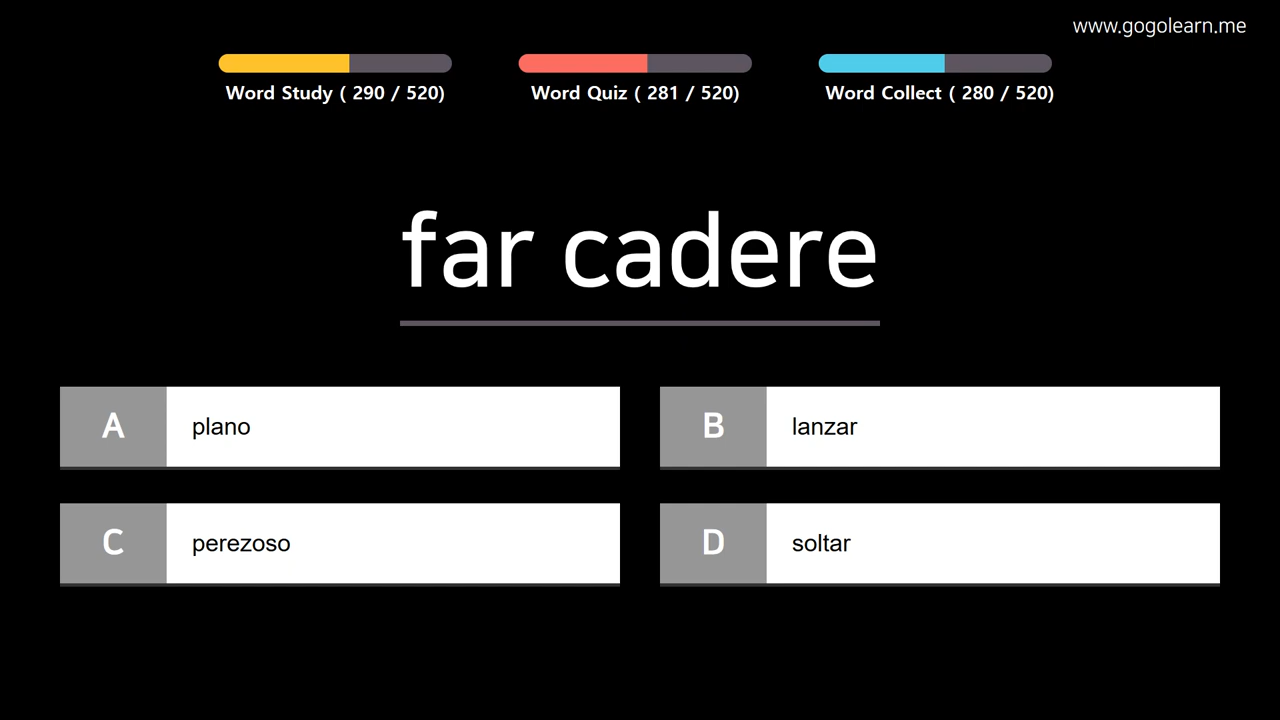 www.gogolearn.me
Word Study ( 290 / 520)
Word Quiz ( 281 / 520)
Word Collect ( 280 / 520)
far cadere
A plano
B lanzar
C perezoso
D soltar